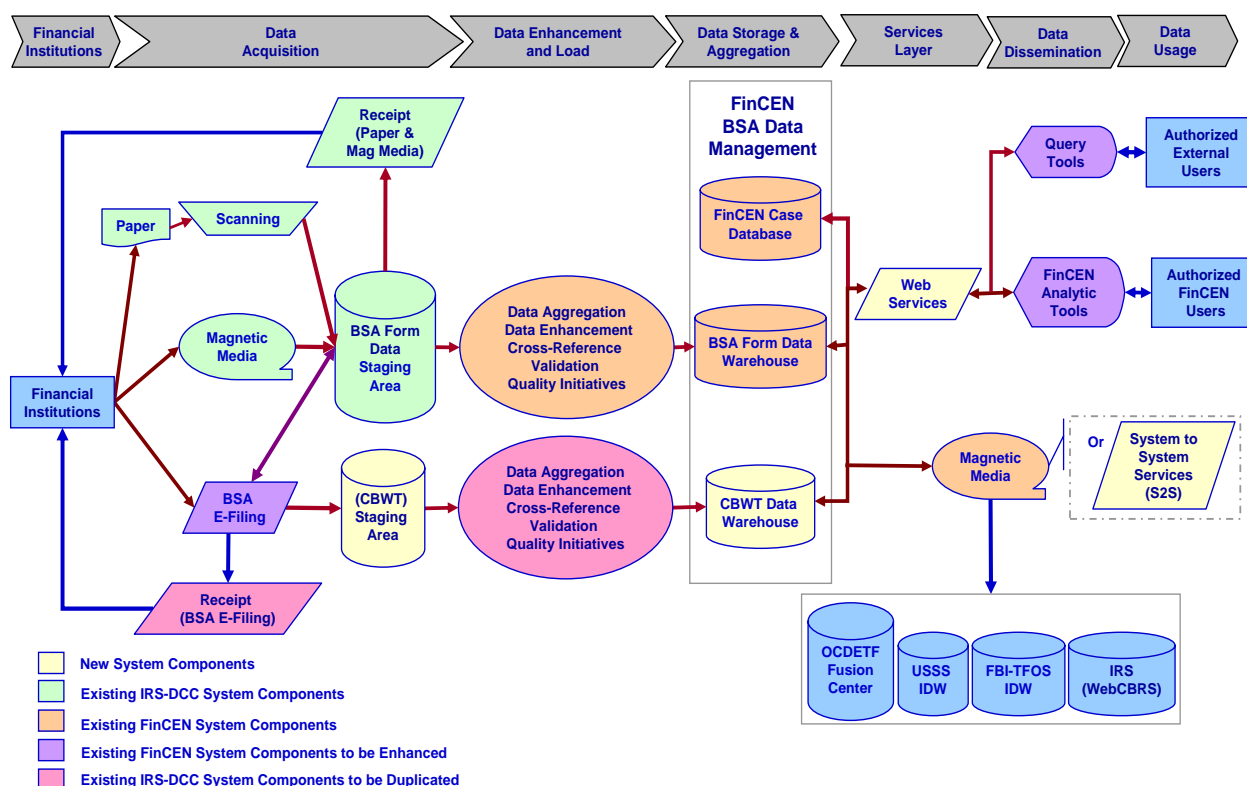 Financial
Institutions
Data
Acquisition
Data Enhancement
and Load
Data Storage &
Aggregation
Services
Layer
Data
Dissemination
Data
Usage
Receipt
(Paper &
Mag Media)
Paper
Scanning
Magnetic
Media
BSA Form
Data
Staging
Area
Financial
Institutions
BSA
E-Filing
Receipt
(BSA E-Filing)
(CBWT)
Staging
Area
Data Aggregation
Data Enhancement
Cross-Reference
Validation
Quality Initiatives
Data Aggregation
Data Enhancement
Cross-Reference
Validation
Quality Initiatives
FinCEN
BSA Data
Management
FinCEN Case
Database
BSA Form Data
Warehouse
CBWT Data
Warehouse
Web
Services
Query
Tools
Authorized
External
Users
FinCEN
Analytic
Tools
Authorized
FinCEN
Users
Magnetic
Media
Or
System to
System
Services
(S2S)
OCDETF
Fusion
Center
USSS
IDW
FBI-TFOS
IDW
IRS
(WebCBRS)
New System Components
Existing IRS-DCC System Components
Existing FinCEN System Components
Existing FinCEN System Components to be Enhanced
Existing IRS-DCC System Components to be Duplicated